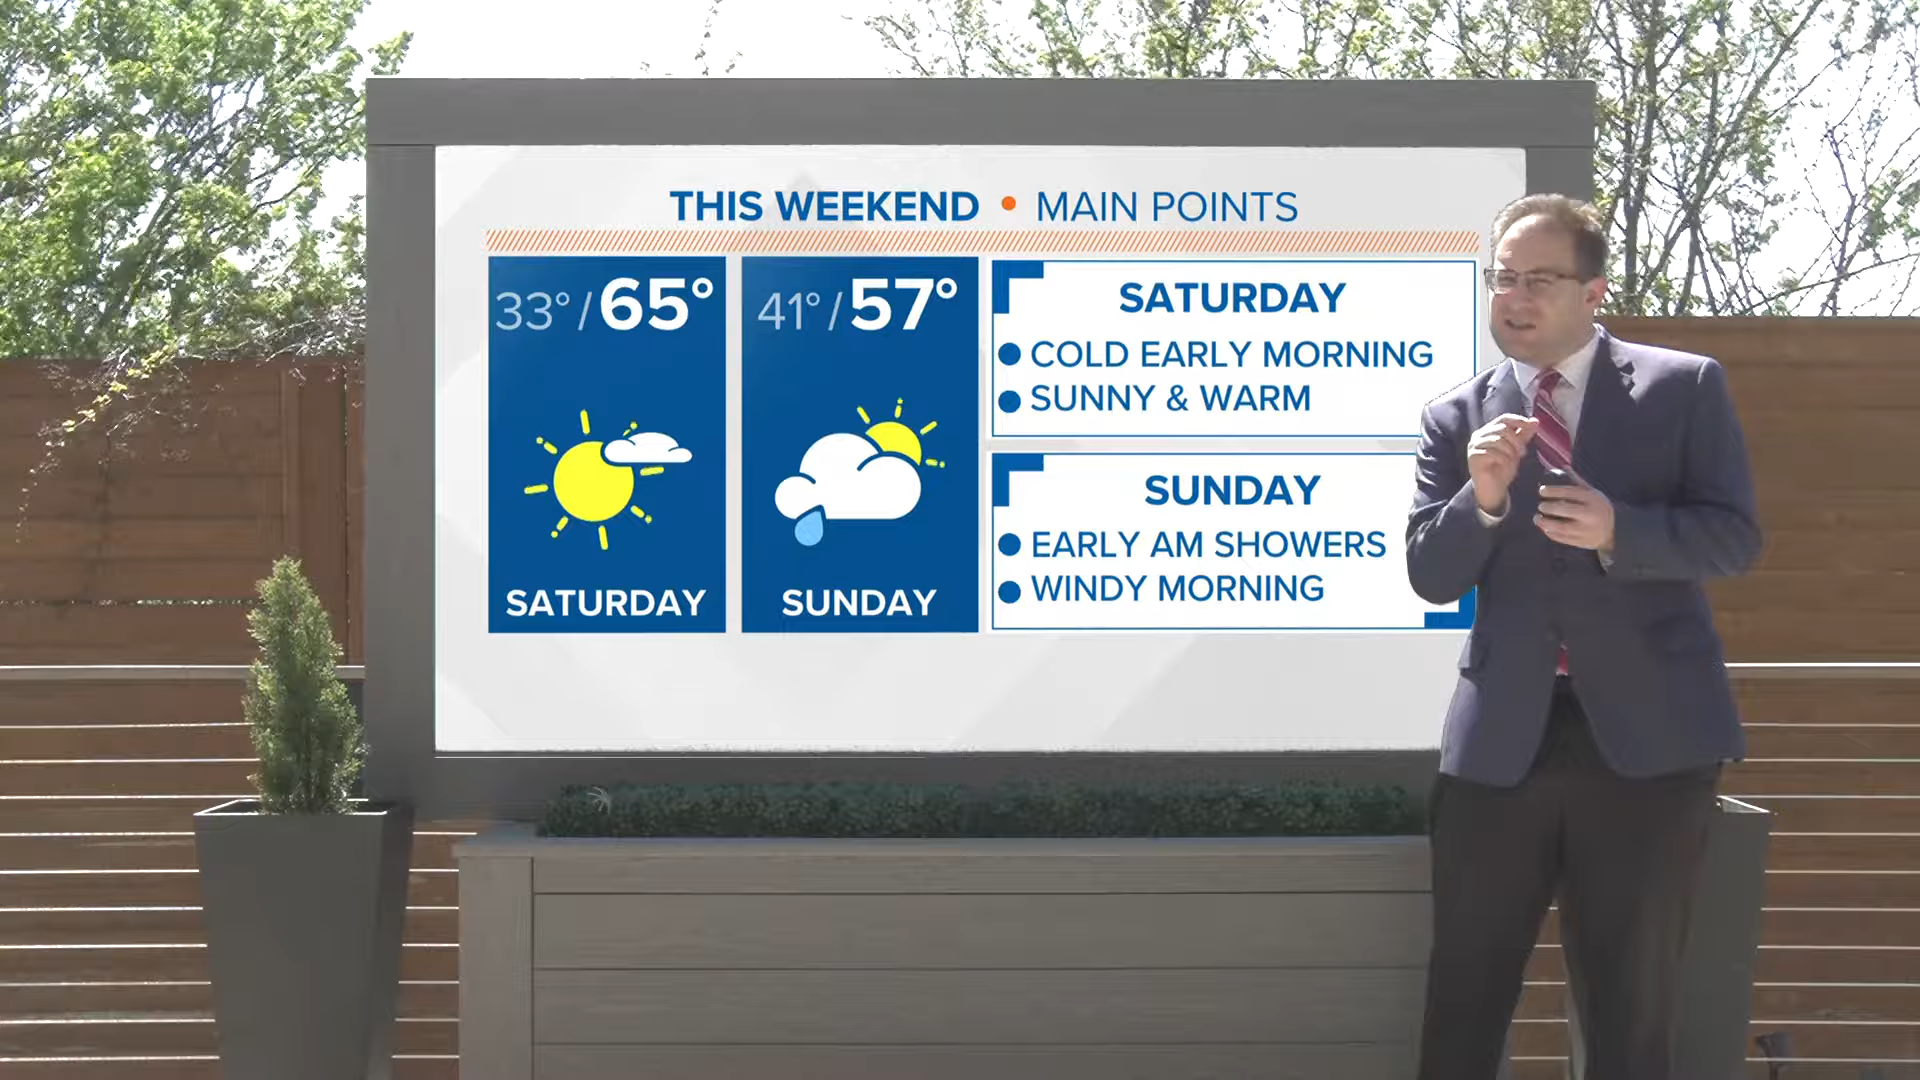 THIS WEEKEND • MAIN POINTS
33°/65°
SATURDAY
41°/57°
SUNDAY
SATURDAY
• COLD EARLY MORNING
• SUNNY & WARM
SUNDAY
• EARLY AM SHOWERS
• WINDY MORNING